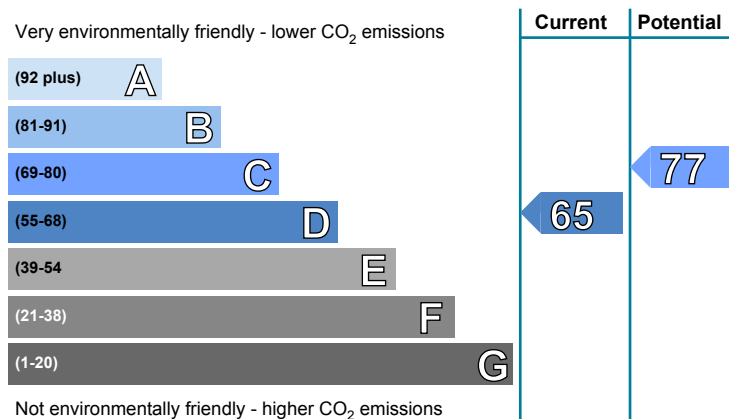 Very environmentally friendly - lower CO2 emissions
Current
Potential
(92 plus) A
(81-91) B
(69-80) C
77
(55-68) D
65
(39-54 E
(21-38) F
(1-20) G
Not environmentally friendly - higher CO2 emissions